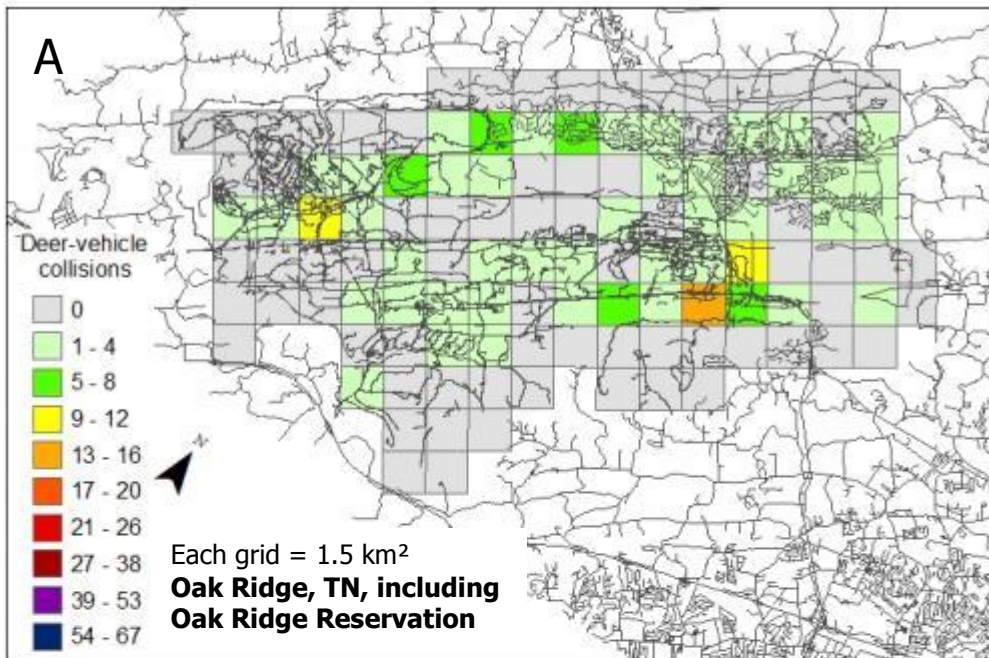 A
Deer-vehicle
collisions
0
1 - 4
5 - 8
9 - 12
13 - 16
17 - 20
21 - 26
27 - 38
39 - 53
54 - 67
N
Each grid = 1.5 km²
Oak Ridge, TN, including
Oak Ridge Reservation